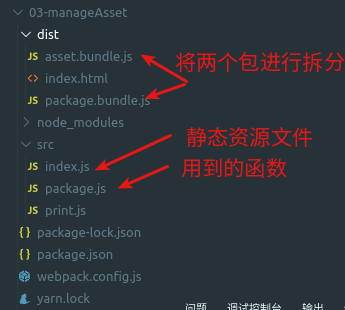 03-manageAsset
dist
JS asset.bundle.js
将两个包进行拆分
<> index.html
JS package.bundle.js
node_modules
src
静态资源文件
JS index.js
用到的函数
JS package.js
JS print.js
{} package-lock.json
{} package.json
webpack.config.js
yarn.lock
问题 调试控制台 输出